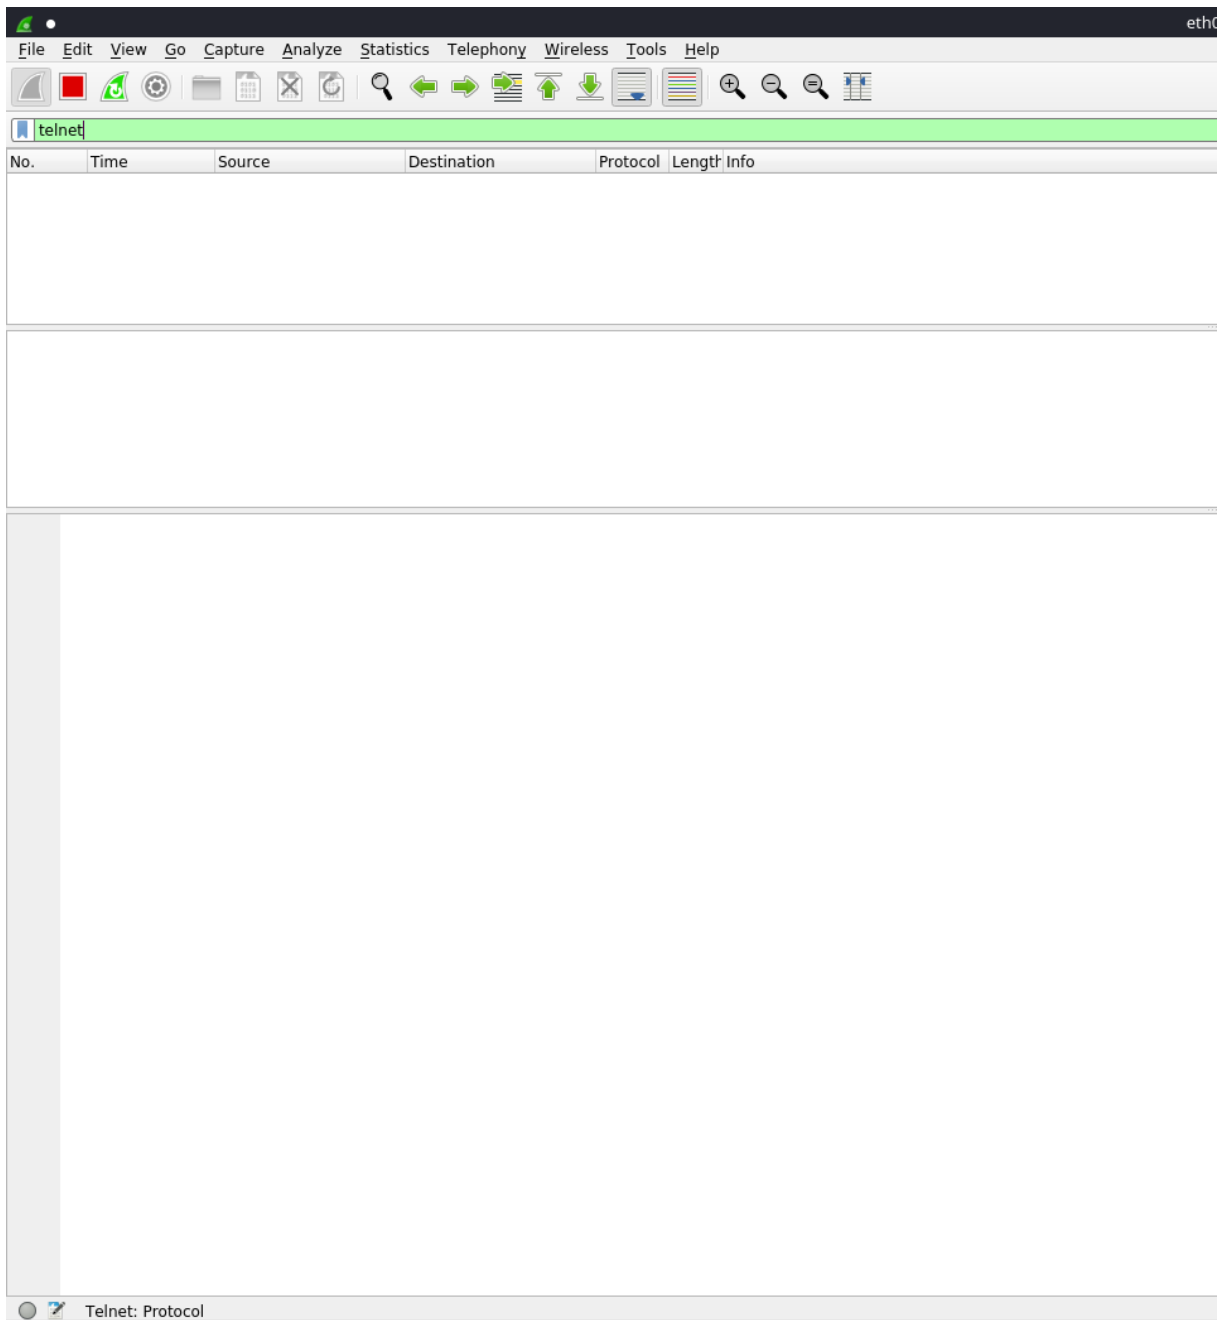 eth0
File Edit View Go Capture Analyze Statistics Telephony Wireless Tools Help
telnet
No. Time Source Destination Protocol Length Info
Telnet: Protocol